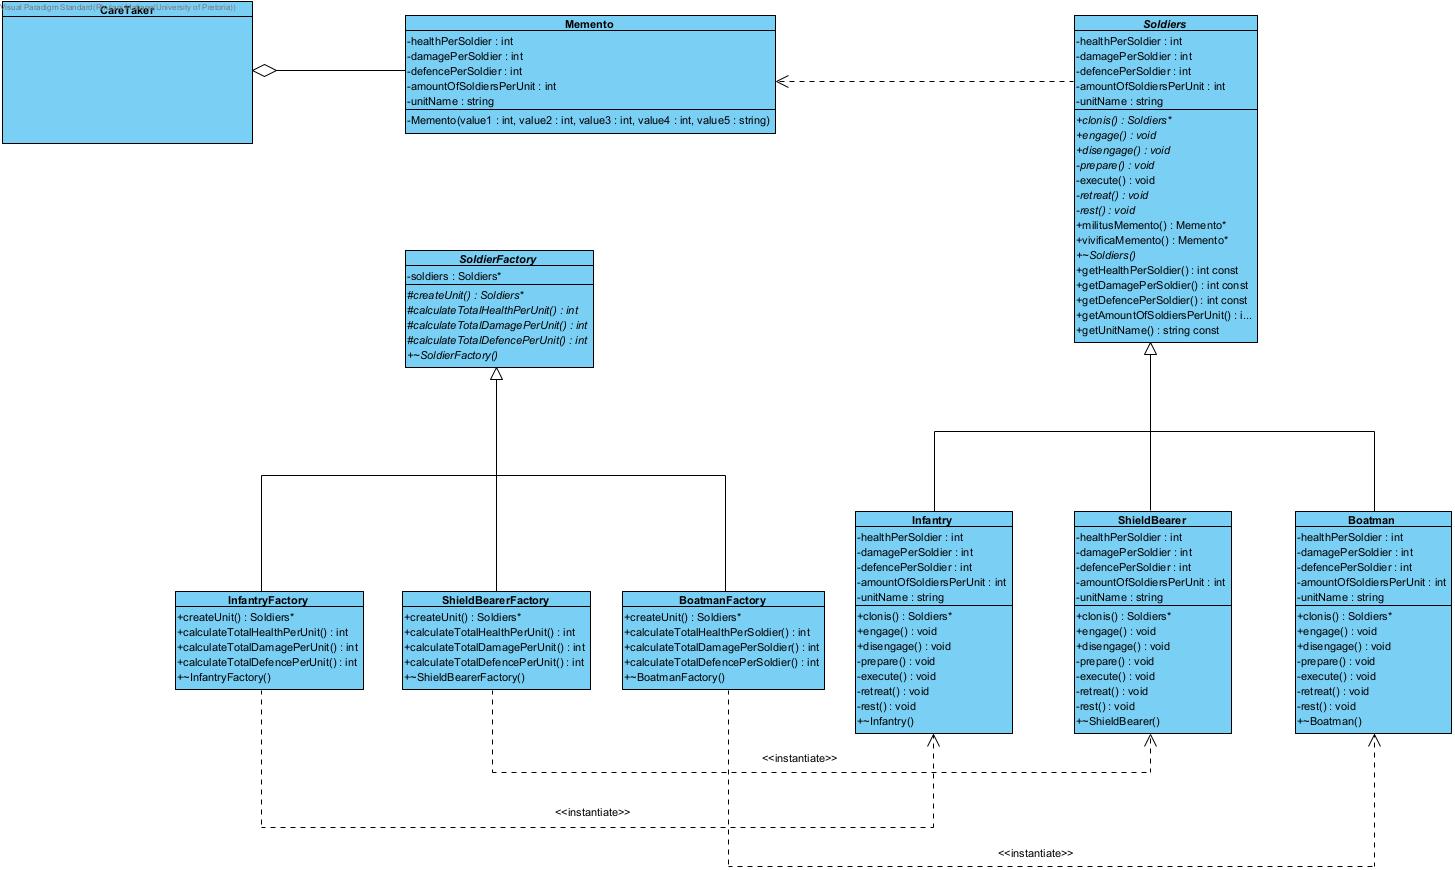 CareTaker
Memento
-healthPerSoldier : int
-damagePerSoldier : int
-defencePerSoldier : int
-amountOfSoldiersPerUnit : int
-unitName : string
-Memento(value1 : int, value2 : int, value3 : int, value4 : int, value5 : string)
Soldiers
-healthPerSoldier : int
-damagePerSoldier : int
-defencePerSoldier : int
-amountOfSoldiersPerUnit : int
-unitName : string
+clonis() : Soldiers*
+engage() : void
+disengage() : void
-prepare() : void
-execute() : void
-retreat() : void
-rest() : void
+militusMemento() : Memento*
+vivificaMemento() : Memento*
+~Soldiers()
+getHealthPerSoldier() : int const
+getDamagePerSoldier() : int const
+getDefencePerSoldier() : int const
+getAmountOfSoldiersPerUnit() : i...
+getUnitName() : string const
SoldierFactory
-soldiers : Soldiers*
#createUnit() : Soldiers*
#calculateTotalHealthPerUnit() : int
#calculateTotalDamagePerUnit() : int
#calculateTotalDefencePerUnit() : int
+~SoldierFactory()
InfantryFactory
+createUnit() : Soldiers*
+calculateTotalHealthPerUnit() : int
+calculateTotalDamagePerUnit() : int
+calculateTotalDefencePerUnit() : int
+~InfantryFactory()
ShieldBearerFactory
+createUnit() : Soldiers*
+calculateTotalHealthPerUnit() : int
+calculateTotalDamagePerUnit() : int
+calculateTotalDefencePerUnit() : int
+~ShieldBearerFactory()
BoatmanFactory
+createUnit() : Soldiers*
+calculateTotalHealthPerSoldier() : int
+calculateTotalDamagePerSoldier() : int
+calculateTotalDefencePerSoldier() : int
+~BoatmanFactory()
Infantry
-healthPerSoldier : int
-damagePerSoldier : int
-defencePerSoldier : int
-amountOfSoldiersPerUnit : int
-unitName : string
+clonis() : Soldiers*
+engage() : void
+disengage() : void
-prepare() : void
-execute() : void
-retreat() : void
-rest() : void
+~Infantry()
ShieldBearer
-healthPerSoldier : int
-damagePerSoldier : int
-defencePerSoldier : int
-amountOfSoldiersPerUnit : int
-unitName : string
+clonis() : Soldiers*
+engage() : void
+disengage() : void
-prepare() : void
-execute() : void
-retreat() : void
-rest() : void
+~ShieldBearer()
Boatman
-healthPerSoldier : int
-damagePerSoldier : int
-defencePerSoldier : int
-amountOfSoldiersPerUnit : int
-unitName : string
+clonis() : Soldiers*
+engage() : void
+disengage() : void
-prepare() : void
-execute() : void
-retreat() : void
-rest() : void
+~Boatman()
<<instantiate>>
<<instantiate>>
<<instantiate>>
Visual Paradigm Standard( University of Pretoria))